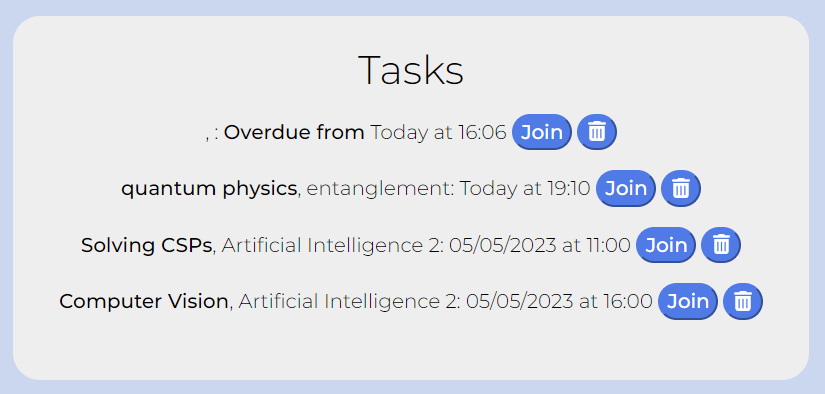 Tasks
, : Overdue from Today at 16:06 Join
quantum physics, entanglement: Today at 19:10 Join
Solving CSPs, Artificial Intelligence 2: 05/05/2023 at 11:00 Join
Computer Vision, Artificial Intelligence 2: 05/05/2023 at 16:00 Join